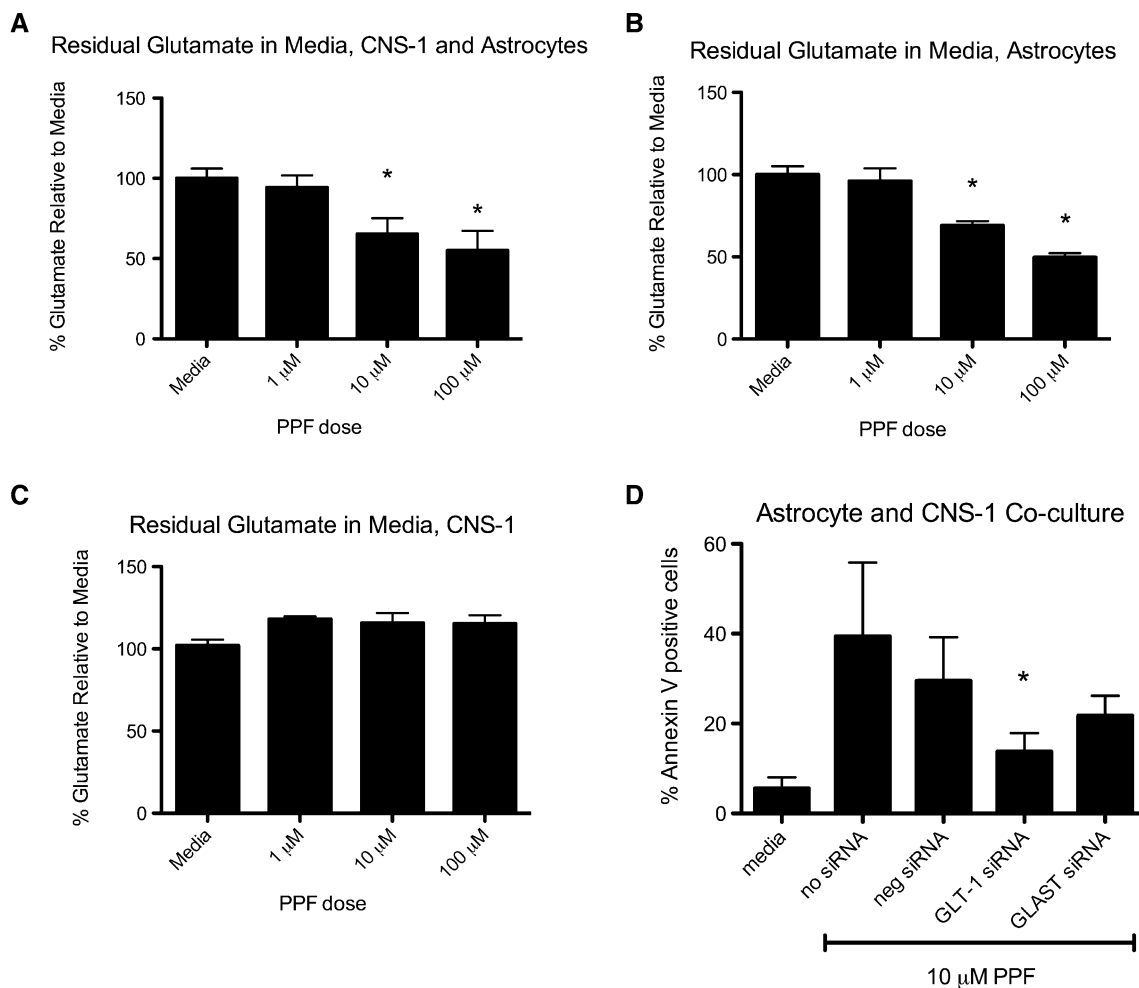 A
Residual Glutamate in Media, CNS-1 and Astrocytes
% Glutamate Relative to Media
150
100
50
0
*
*
Media
1 μM
10 μM
100 μM
PPF dose
B
Residual Glutamate in Media, Astrocytes
% Glutamate Relative to Media
150
100
50
0
*
*
Media
1 μM
10 μM
100 μM
PPF dose
C
Residual Glutamate in Media, CNS-1
% Glutamate Relative to Media
150
100
50
0
Media
1 μM
10 μM
100 μM
PPF dose
D
Astrocyte and CNS-1 Co-culture
% Annexin V positive cells
60
40
20
0
*
media
no siRNA
neg siRNA
GLT-1 siRNA
GLAST siRNA
10 μM PPF